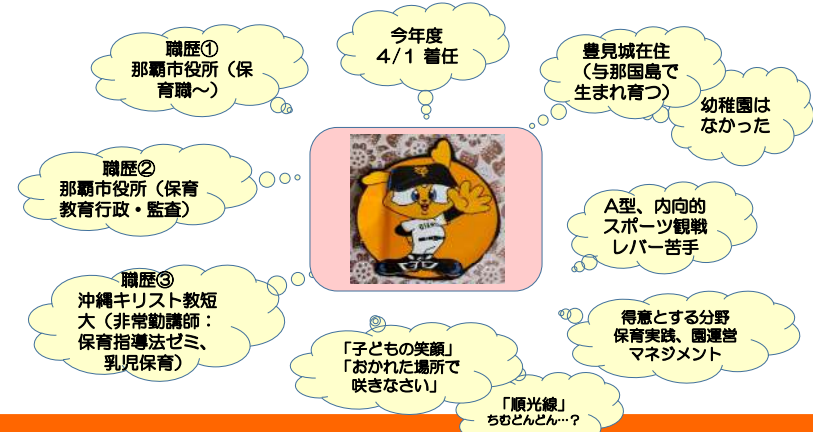 職歴①
那覇市役所（保
育職～）
今年度
４/１ 着任
豊見城在住
（与那国島で
生まれ育つ）
幼稚園は
なかった
職歴②
那覇市役所（保育
教育行政・監査）
A型、内向的
スポーツ観戦
レバー苦手
職歴③
沖縄キリスト教短
大（非常勤講師：
保育指導法ゼミ、
乳児保育）
得意とする分野
保育実践、園運営
マネジメント
「子どもの笑顔」
「おかれた場所で
咲きなさい」
「順光線」
ちむどんどん…？
GIANTS